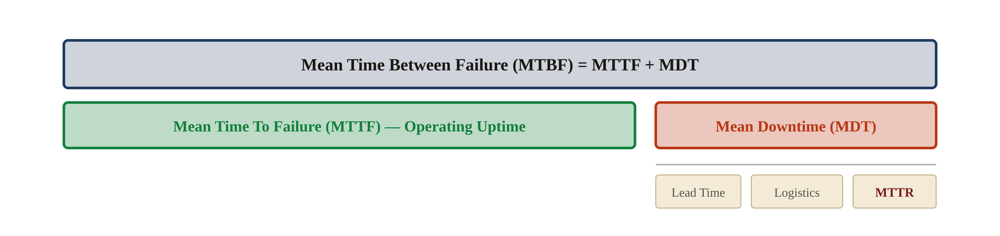 Mean Time Between Failure (MTBF) = MTTF + MDT
Mean Time To Failure (MTTF) — Operating Uptime
Mean Downtime (MDT)
Lead Time
Logistics
MTTR